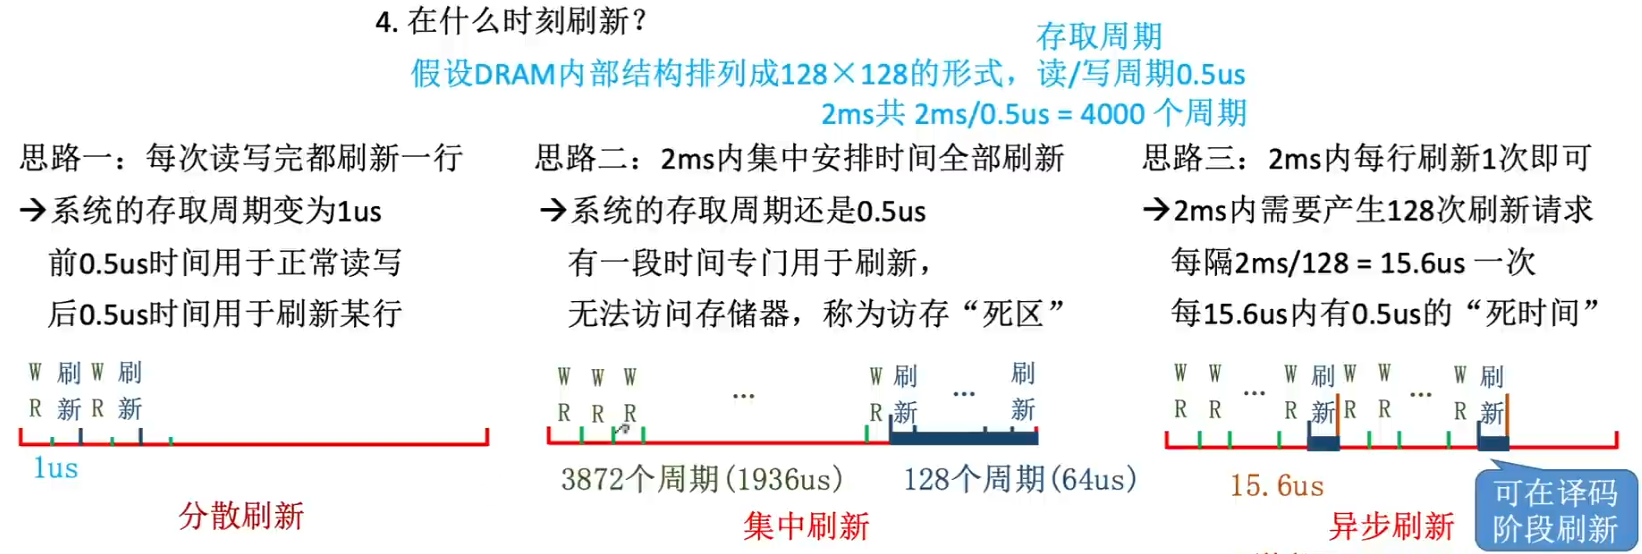 4. 在什么时刻刷新？
存取周期
假设DRAM内部结构排列成128×128的形式，读/写周期0.5us
2ms共 2ms/0.5us = 4000 个周期
思路一：每次读写完都刷新一行
→系统的存取周期变为1us
前0.5us时间用于正常读写
后0.5us时间用于刷新某行
W 刷 W 刷
R 新 R 新
1us
分散刷新
思路二：2ms内集中安排时间全部刷新
→系统的存取周期还是0.5us
有一段时间专门用于刷新，
无法访问存储器，称为访存“死区”
W W W ... W 刷 ... 刷
R R R R 新 新
3872个周期(1936us) 128个周期(64us)
集中刷新
思路三：2ms内每行刷新1次即可
→2ms内需要产生128次刷新请求
每隔2ms/128 = 15.6us 一次
每15.6us内有0.5us的“死时间”
W W ... W 刷 W W ... W 刷
R R R 新 R R R 新
15.6us
异步刷新
可在译码
阶段刷新